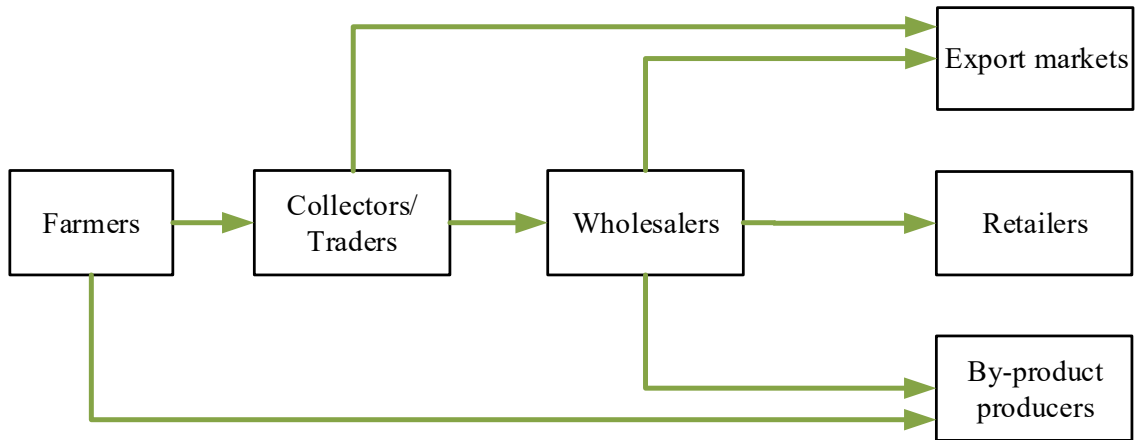 Export markets
Farmers
Collectors/
Traders
Wholesalers
Retailers
By-product
producers